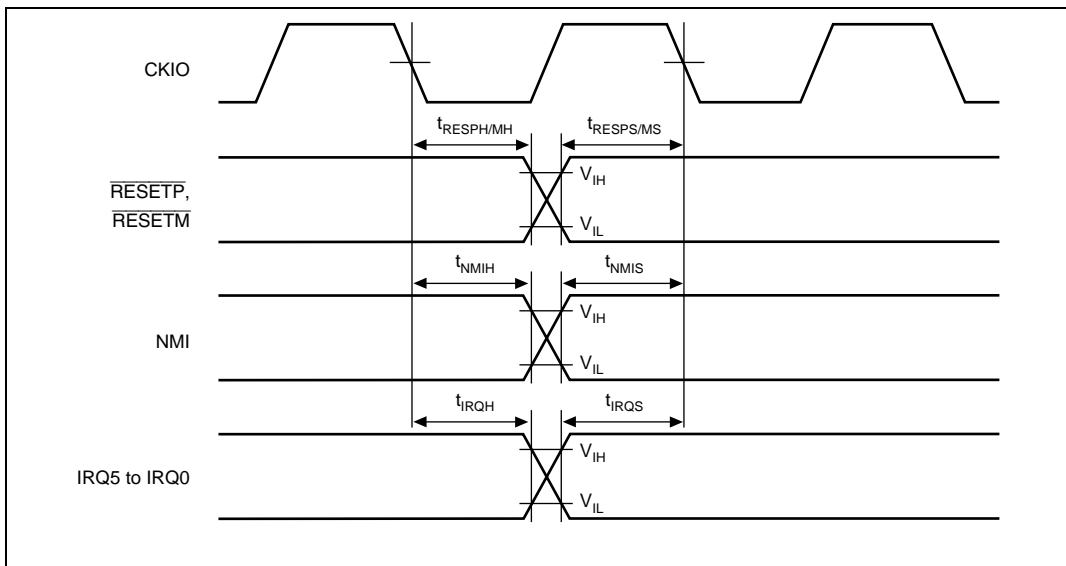 CKIO
tRESPH/MH
tRESPS/MS
RESETP,
RESETM
VIH
VIL
tNMIH
tNMIS
NMI
VIH
VIL
tIRQH
tIRQS
IRQ5 to IRQ0
VIH
VIL